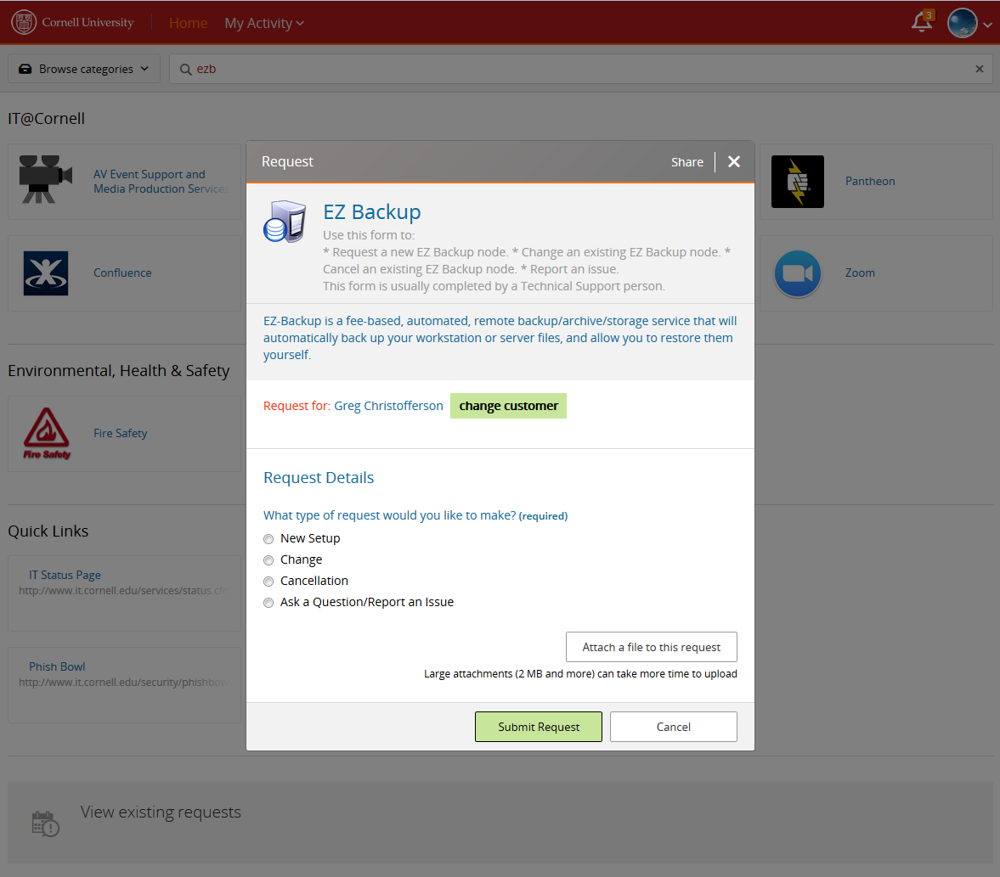 Cornell University
Home
My Activity
3
Browse categories
ezb
IT@Cornell
AV Event Support and
Media Production Services
Confluence
Pantheon
Zoom
Environmental, Health & Safety
Fire Safety
Fire Safety
Quick Links
IT Status Page
http://www.it.cornell.edu/services/status.cfm
Phish Bowl
http://www.it.cornell.edu/security/phishbow
View existing requests
Request
Share
EZ Backup
Use this form to:
* Request a new EZ Backup node. * Change an existing EZ Backup node. *
Cancel an existing EZ Backup node. * Report an issue.
This form is usually completed by a Technical Support person.
EZ-Backup is a fee-based, automated, remote backup/archive/storage service that will
automatically back up your workstation or server files, and allow you to restore them
yourself.
Request for: Greg Christofferson change customer
Request Details
What type of request would you like to make? (required)
New Setup
Change
Cancellation
Ask a Question/Report an Issue
Attach a file to this request
Large attachments (2 MB and more) can take more time to upload
Submit Request
Cancel